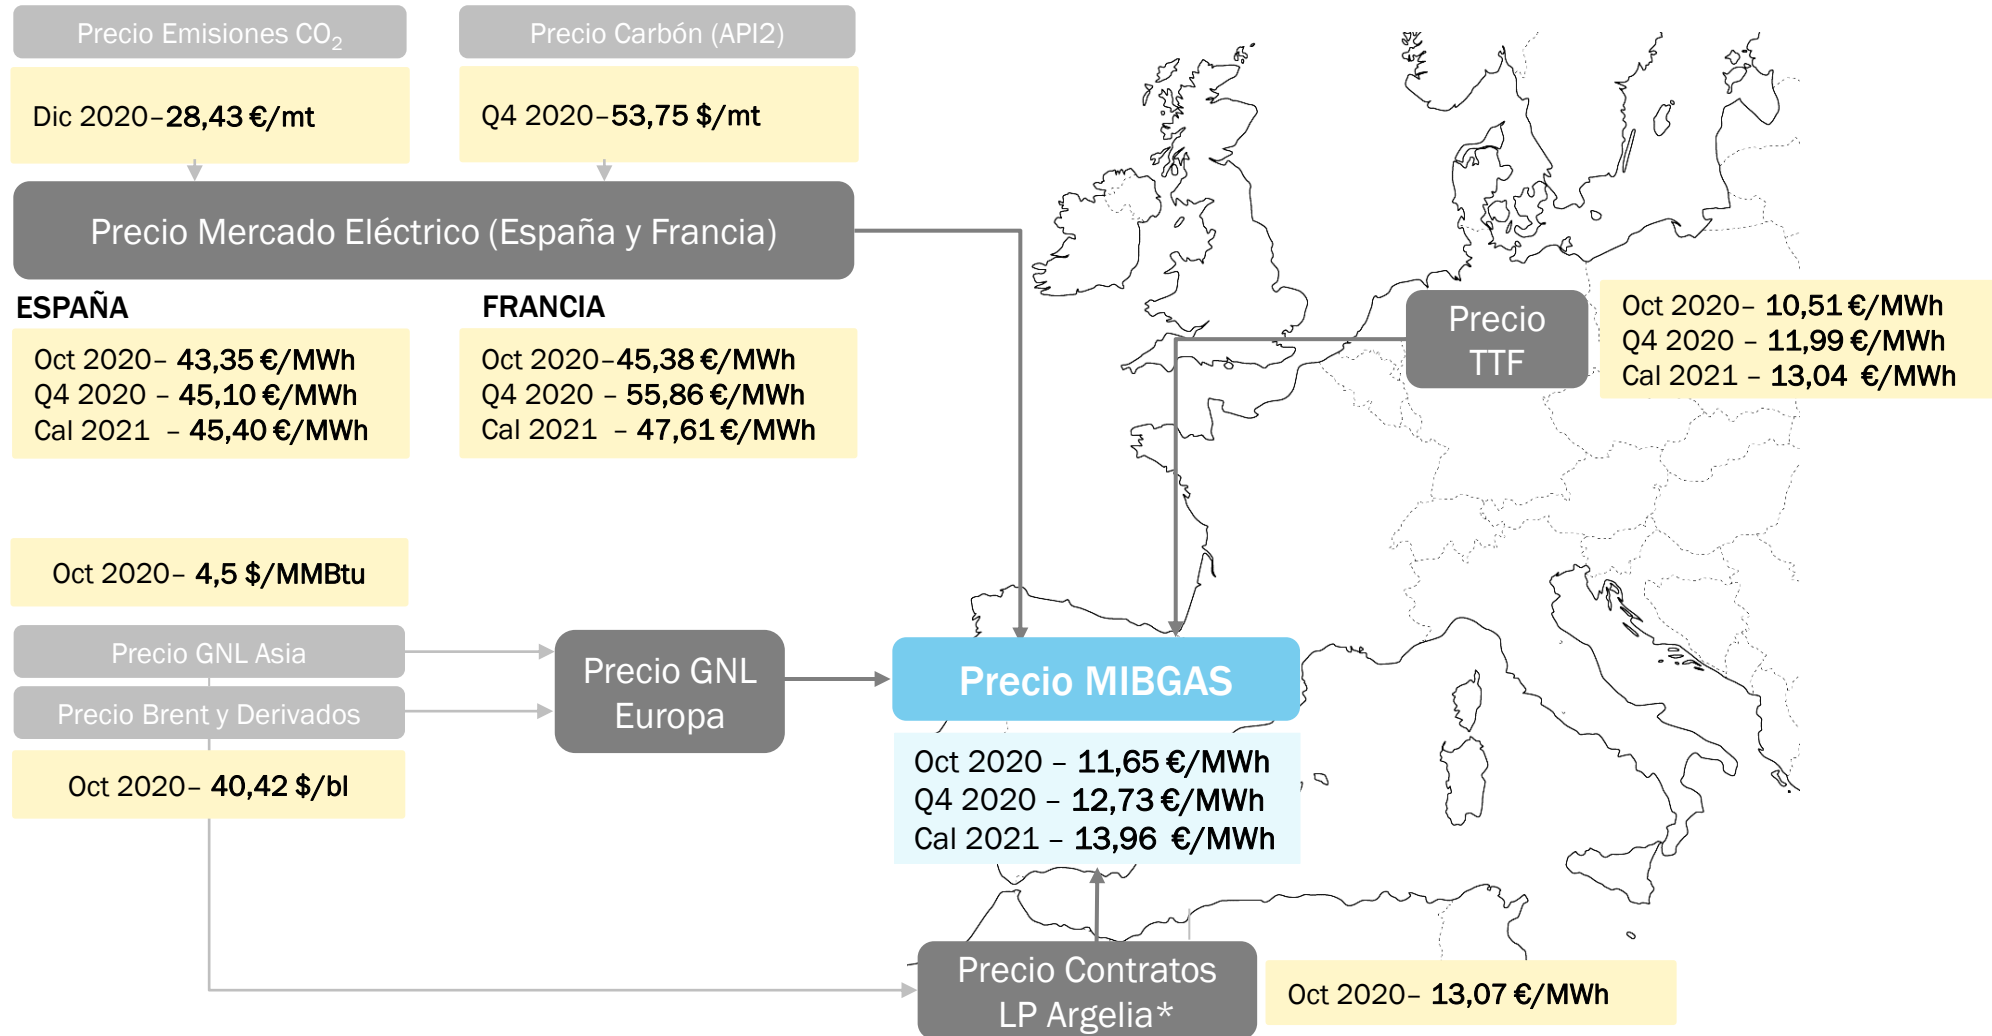 Precio Emisiones CO₂
Precio Carbón (API2)
Dic 2020–28,43 €/mt
Q4 2020–53,75 $/mt
Precio Mercado Eléctrico (España y Francia)
ESPAÑA
FRANCIA
Oct 2020– 43,35 €/MWh
Q4 2020 – 45,10 €/MWh
Cal 2021 – 45,40 €/MWh
Oct 2020–45,38 €/MWh
Q4 2020 – 55,86 €/MWh
Cal 2021 – 47,61 €/MWh
Precio
TTF
Oct 2020– 10,51 €/MWh
Q4 2020 – 11,99 €/MWh
Cal 2021 – 13,04 €/MWh
Oct 2020– 4,5 $/MMBtu
Precio GNL Asia
Precio Brent y Derivados
Oct 2020– 40,42 $/bl
Precio GNL
Europa
Precio MIBGAS
Oct 2020 – 11,65 €/MWh
Q4 2020 – 12,73 €/MWh
Cal 2021 – 13,96 €/MWh
Precio Contratos
LP Argelia*
Oct 2020– 13,07 €/MWh